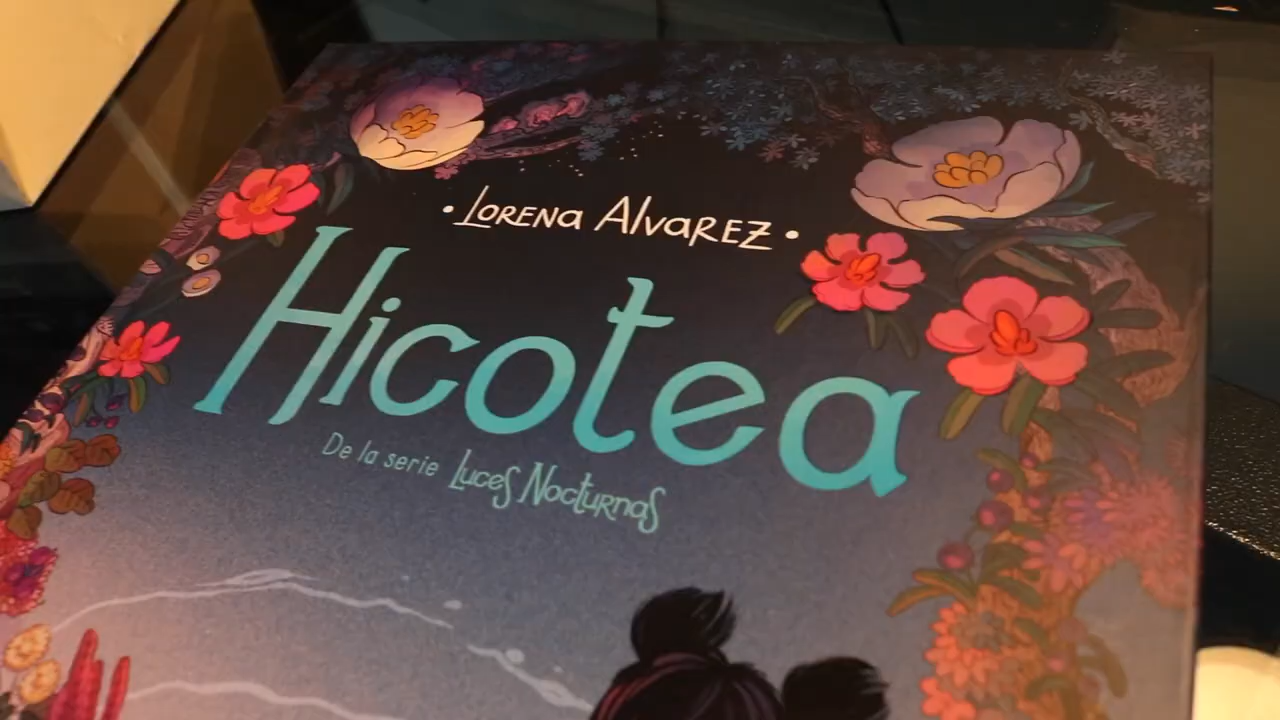 • Lorena Alvarez •
Hicotea
De la serie Luces Nocturnas